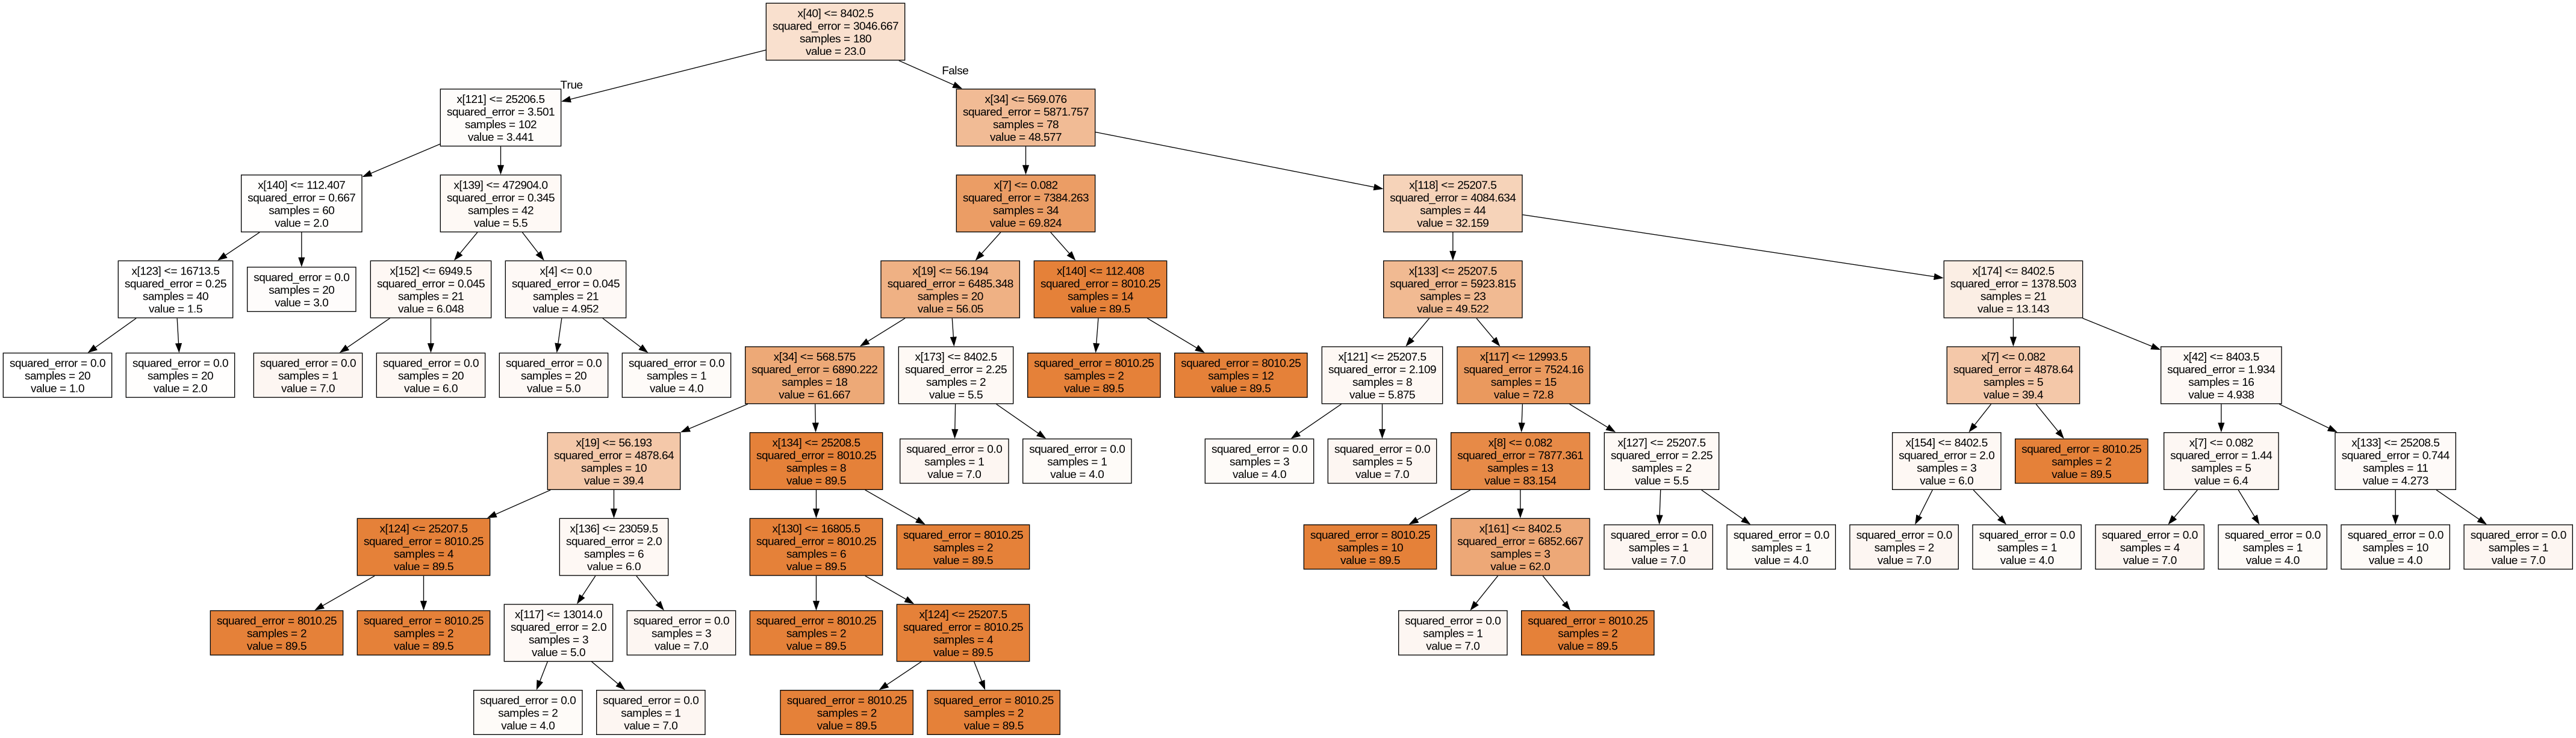 x[40] <= 8402.5
squared_error = 3046.667
samples = 180
value = 23.0
True
False
x[121] <= 25206.5
squared_error = 3.501
samples = 102
value = 3.441
x[34] <= 569.076
squared_error = 5871.757
samples = 78
value = 48.577
x[140] <= 112.407
squared_error = 0.667
samples = 60
value = 2.0
x[139] <= 472904.0
squared_error = 0.345
samples = 42
value = 5.5
x[7] <= 0.082
squared_error = 7384.263
samples = 34
value = 69.824
x[118] <= 25207.5
squared_error = 4084.634
samples = 44
value = 32.159
x[123] <= 16713.5
squared_error = 0.25
samples = 40
value = 1.5
squared_error = 0.0
samples = 20
value = 3.0
x[152] <= 6949.5
squared_error = 0.045
samples = 21
value = 6.048
x[4] <= 0.0
squared_error = 0.045
samples = 21
value = 4.952
x[19] <= 56.194
squared_error = 6485.348
samples = 20
value = 56.05
x[140] <= 112.408
squared_error = 8010.25
samples = 14
value = 89.5
x[133] <= 25207.5
squared_error = 5923.815
samples = 23
value = 49.522
x[174] <= 8402.5
squared_error = 1378.503
samples = 21
value = 13.143
squared_error = 0.0
samples = 20
value = 1.0
squared_error = 0.0
samples = 20
value = 2.0
squared_error = 0.0
samples = 1
value = 7.0
squared_error = 0.0
samples = 20
value = 6.0
squared_error = 0.0
samples = 20
value = 5.0
squared_error = 0.0
samples = 1
value = 4.0
x[34] <= 568.575
squared_error = 6890.222
samples = 18
value = 61.667
x[173] <= 8402.5
squared_error = 2.25
samples = 2
value = 5.5
squared_error = 8010.25
samples = 2
value = 89.5
squared_error = 8010.25
samples = 12
value = 89.5
x[121] <= 25207.5
squared_error = 2.109
samples = 8
value = 5.875
x[117] <= 12993.5
squared_error = 7524.16
samples = 15
value = 72.8
x[7] <= 0.082
squared_error = 4878.64
samples = 5
value = 39.4
x[42] <= 8403.5
squared_error = 1.934
samples = 16
value = 4.938
x[19] <= 56.193
squared_error = 4878.64
samples = 10
value = 39.4
x[134] <= 25208.5
squared_error = 8010.25
samples = 8
value = 89.5
squared_error = 0.0
samples = 1
value = 7.0
squared_error = 0.0
samples = 1
value = 4.0
squared_error = 0.0
samples = 3
value = 4.0
squared_error = 0.0
samples = 5
value = 7.0
x[8] <= 0.082
squared_error = 7877.361
samples = 13
value = 83.154
x[127] <= 25207.5
squared_error = 2.25
samples = 2
value = 5.5
x[154] <= 8402.5
squared_error = 2.0
samples = 3
value = 6.0
squared_error = 8010.25
samples = 2
value = 89.5
x[7] <= 0.082
squared_error = 1.44
samples = 5
value = 6.4
x[133] <= 25208.5
squared_error = 0.744
samples = 11
value = 4.273
x[124] <= 25207.5
squared_error = 8010.25
samples = 4
value = 89.5
x[136] <= 23059.5
squared_error = 2.0
samples = 6
value = 6.0
x[130] <= 16805.5
squared_error = 8010.25
samples = 6
value = 89.5
squared_error = 8010.25
samples = 2
value = 89.5
squared_error = 8010.25
samples = 10
value = 89.5
x[161] <= 8402.5
squared_error = 6852.667
samples = 3
value = 62.0
squared_error = 0.0
samples = 1
value = 7.0
squared_error = 0.0
samples = 1
value = 4.0
squared_error = 0.0
samples = 2
value = 7.0
squared_error = 0.0
samples = 1
value = 4.0
squared_error = 0.0
samples = 4
value = 7.0
squared_error = 0.0
samples = 1
value = 4.0
squared_error = 0.0
samples = 10
value = 4.0
squared_error = 0.0
samples = 1
value = 7.0
squared_error = 8010.25
samples = 2
value = 89.5
squared_error = 8010.25
samples = 2
value = 89.5
x[117] <= 13014.0
squared_error = 2.0
samples = 3
value = 5.0
squared_error = 0.0
samples = 3
value = 7.0
squared_error = 8010.25
samples = 2
value = 89.5
x[124] <= 25207.5
squared_error = 8010.25
samples = 4
value = 89.5
squared_error = 0.0
samples = 1
value = 7.0
squared_error = 8010.25
samples = 2
value = 89.5
squared_error = 0.0
samples = 2
value = 4.0
squared_error = 0.0
samples = 1
value = 7.0
squared_error = 8010.25
samples = 2
value = 89.5
squared_error = 8010.25
samples = 2
value = 89.5